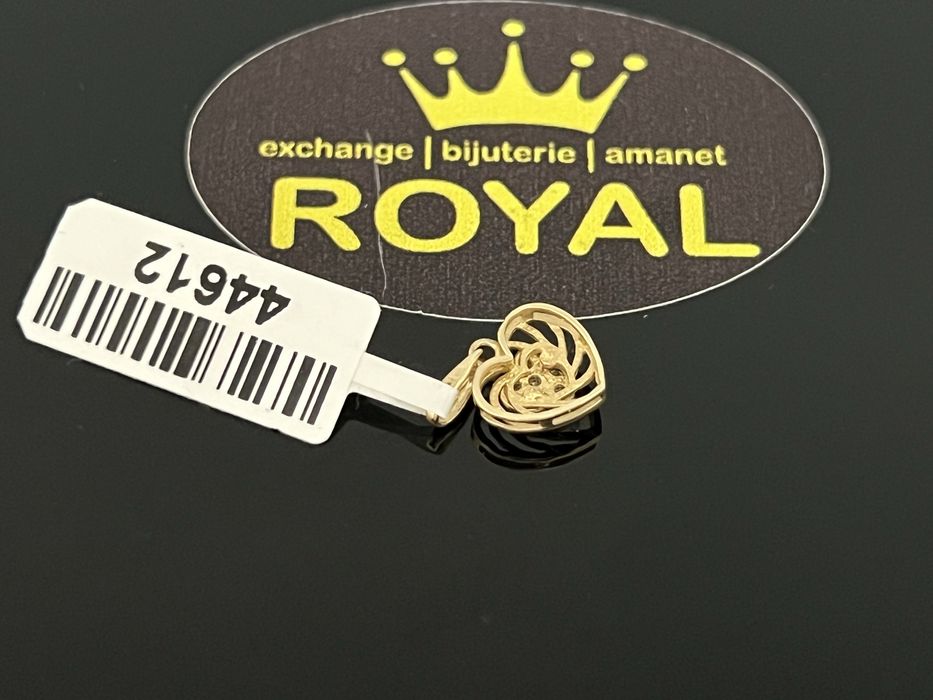 exchange | bijuterie | amanet
ROYAL
44612